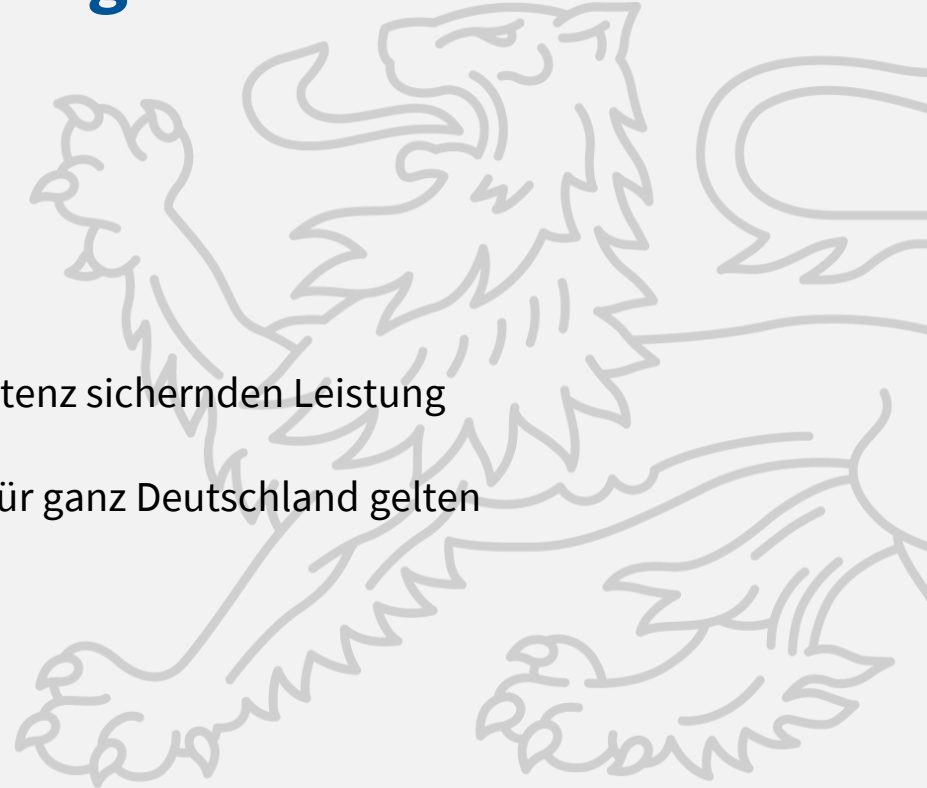 g
tenz sichernden Leistung
ür ganz Deutschland gelten